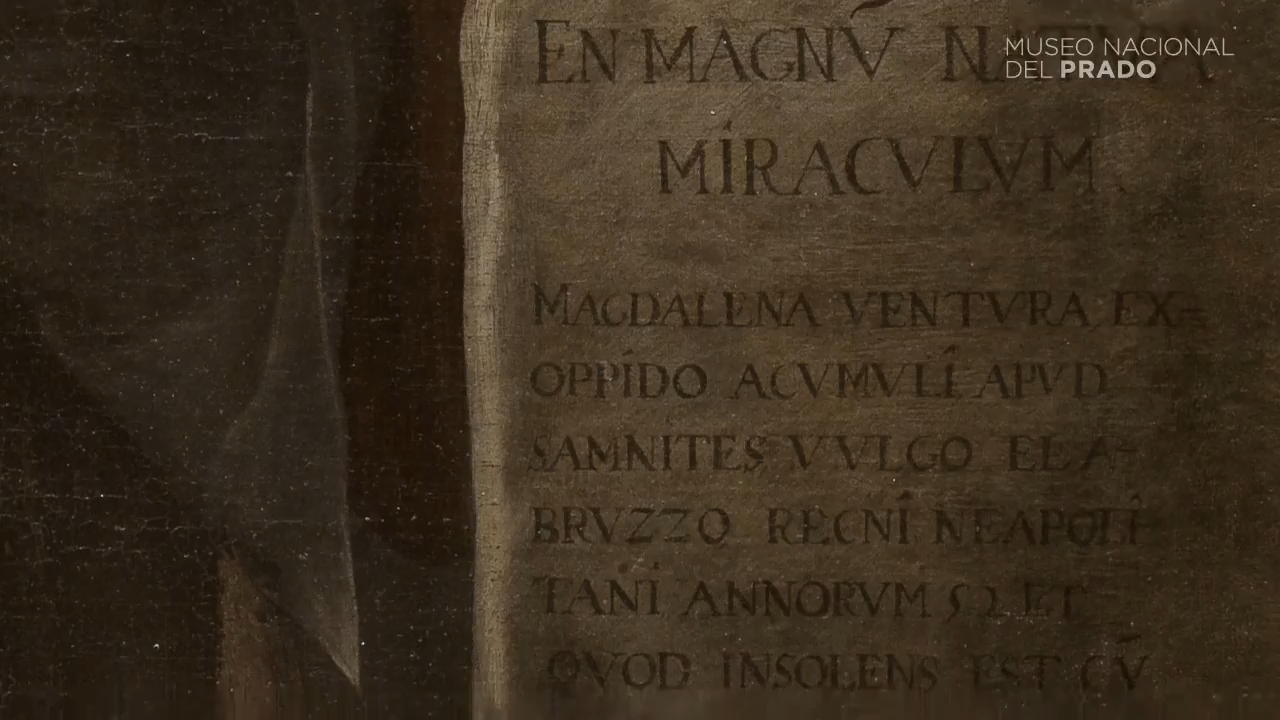 EN MAGNV̄ NATVRA
MUSEO NACIONAL
DEL PRADO
MIRACVLVM.
MAGDALENA VENTVRA EX=
OPPIDO ACVMVLI APVD
SAMNITES VVLGO EL A-
BRVZZO REGNI NEAPOLI
TANI ANNORVM 52 ET
QVOD INSOLENS EST CV̄